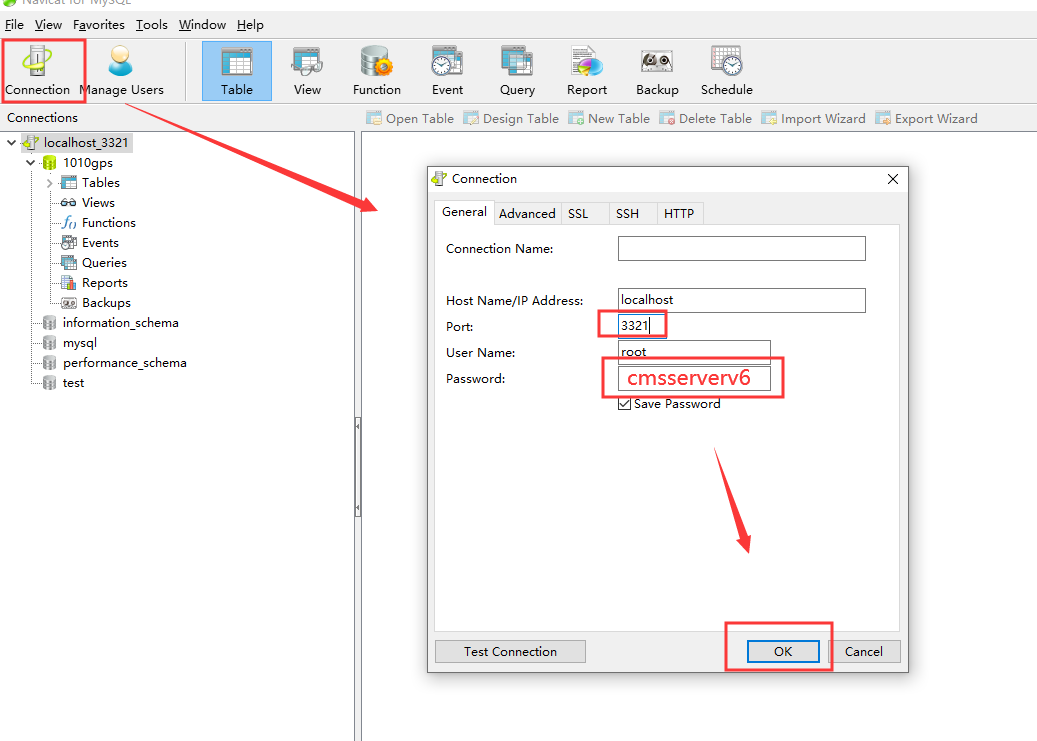 Navicat for MySQL
File View Favorites Tools Window Help
Connection Manage Users Table View Function Event Query Report Backup Schedule
Connections
Open Table Design Table New Table Delete Table Import Wizard Export Wizard
localhost_3321
1010gps
Tables
Views
Functions
Events
Queries
Reports
Backups
information_schema
mysql
performance_schema
test
Connection
General Advanced SSL SSH HTTP
Connection Name:
Host Name/IP Address: localhost
Port: 3321
User Name: root
Password: cmsserverv6
Save Password
Test Connection OK Cancel